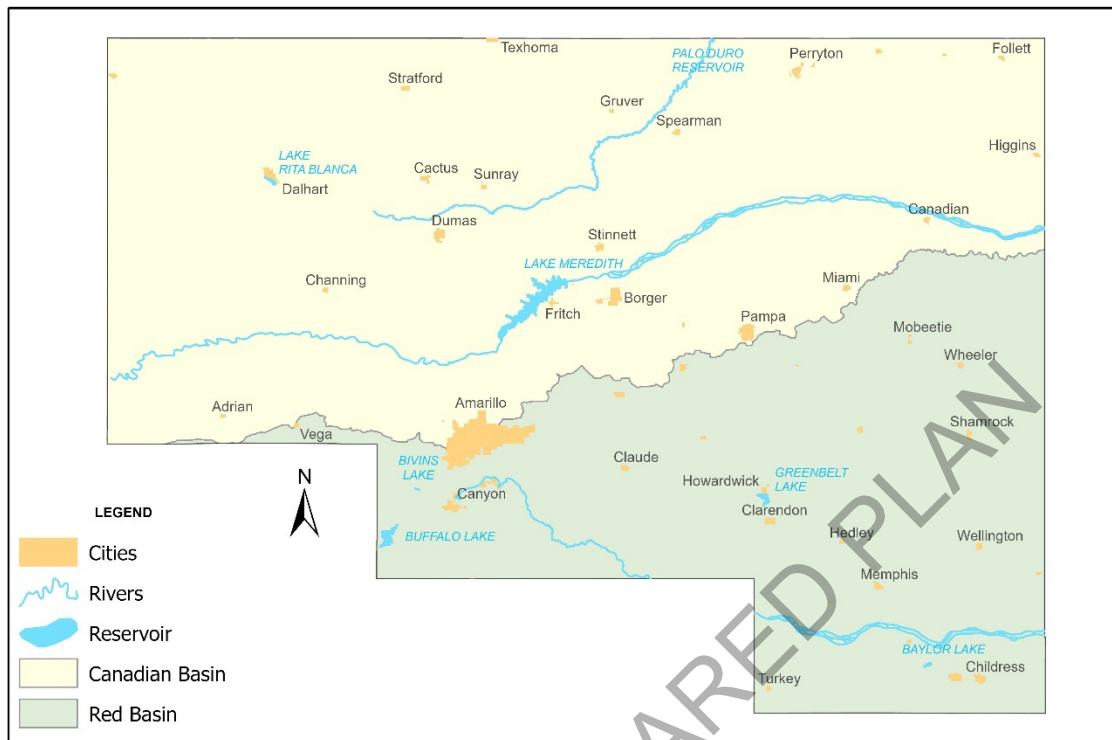 Texhoma
PALO DURO
RESERVOIR
Perryton
Follett
Stratford
Gruver
Spearman
Higgins
LAKE
RITA BLANCA
Dalhart
Cactus
Sunray
Dumas
Canadian
Stinnett
LAKE MEREDITH
Channing
Fritch
Borger
Miami
Pampa
Mobeetie
Wheeler
Adrian
Vega
Amarillo
Shamrock
BIVINS
LAKE
Claude
Canyon
Howardwick
GREENBELT
LAKE
Clarendon
BUFFALO LAKE
Hedley
Wellington
Memphis
BAYLOR LAKE
Childress
Turkey
N
LEGEND
Cities
Rivers
Reservoir
Canadian Basin
Red Basin
ARED PLAN